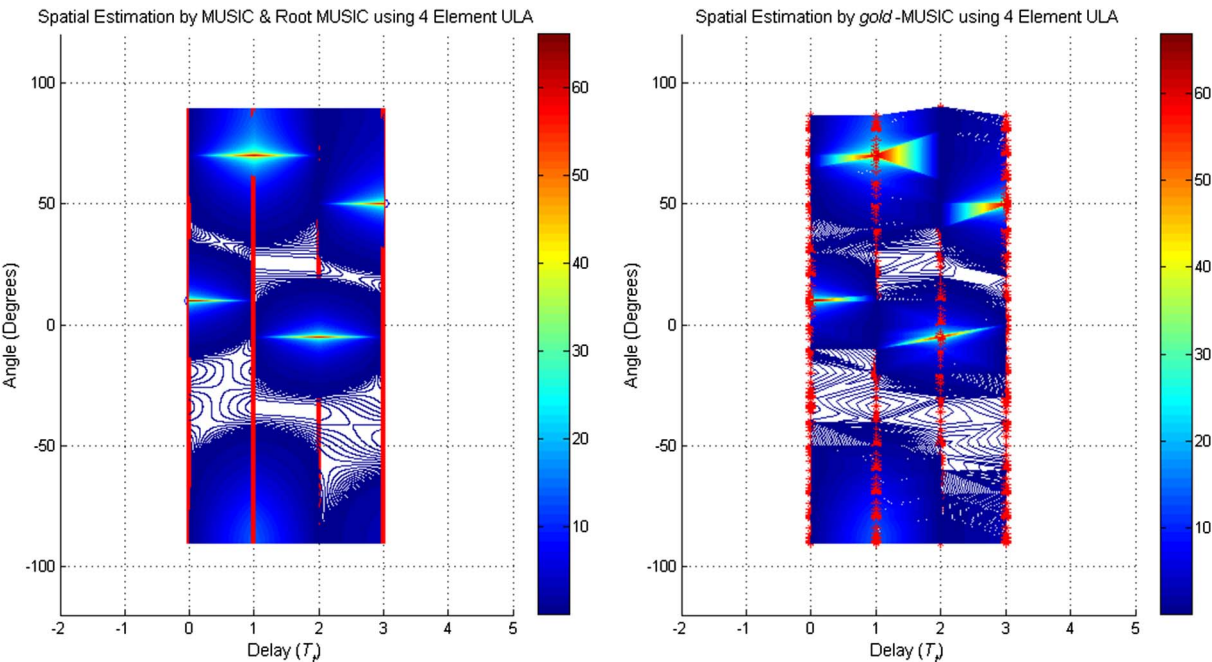 Spatial Estimation by MUSIC & Root MUSIC using 4 Element ULA
100
50
0
-50
-100
Angle (Degrees)
-2 -1 0 1 2 3 4 5
Delay (T_t)
60
50
40
30
20
10
Spatial Estimation by gold -MUSIC using 4 Element ULA
100
50
0
-50
-100
Angle (Degrees)
-2 -1 0 1 2 3 4 5
Delay (T_t)
60
50
40
30
20
10